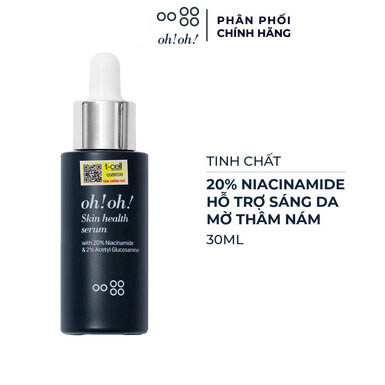 oh!oh!
PHÂN PHỐI
CHÍNH HÃNG
t-cell
oh!oh!
Skin health
serum
with 20% Niacinamide
& 2% Acetyl Glucosamine
TINH CHẤT
20% NIACINAMIDE
HỖ TRỢ SÁNG DA
MỜ THÂM NÁM
30ML